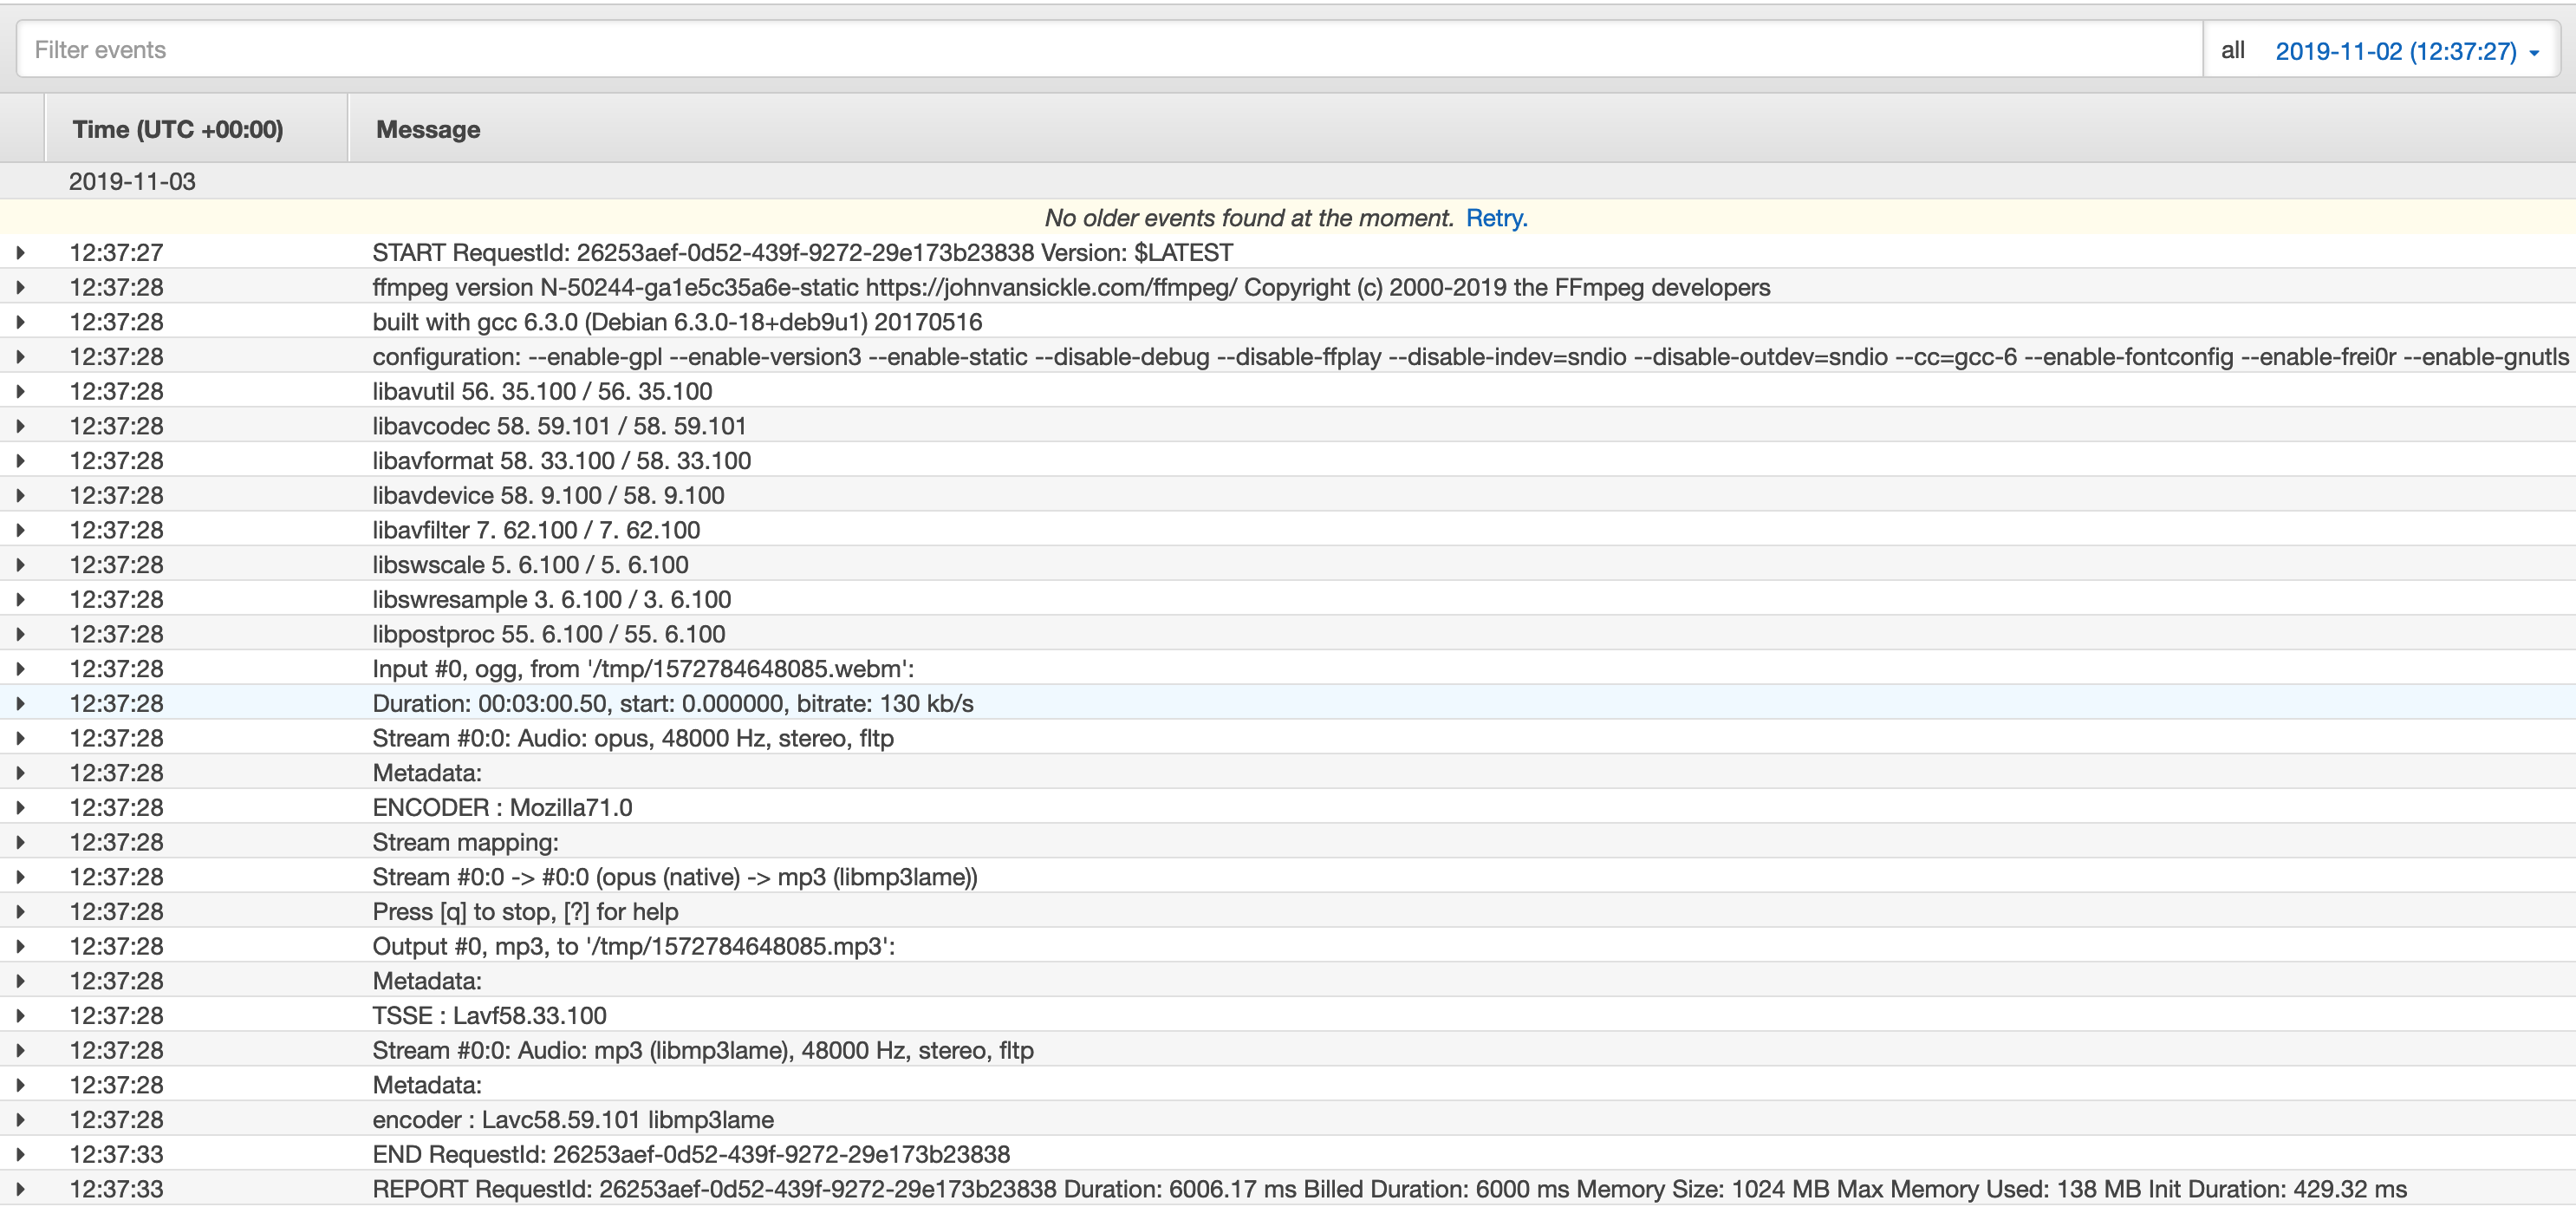 Filter events
all 2019-11-02 (12:37:27)
Time (UTC +00:00) Message
2019-11-03
No older events found at the moment. Retry.
12:37:27 START RequestId: 26253aef-0d52-439f-9272-29e173b23838 Version: $LATEST
12:37:28 ffmpeg version N-50244-ga1e5c35a6e-static https://johnvansickle.com/ffmpeg/ Copyright (c) 2000-2019 the FFmpeg developers
12:37:28 built with gcc 6.3.0 (Debian 6.3.0-18+deb9u1) 20170516
12:37:28 configuration: --enable-gpl --enable-version3 --enable-static --disable-debug --disable-ffplay --disable-indev=sndio --disable-outdev=sndio --cc=gcc-6 --enable-fontconfig --enable-frei0r --enable-gnutls
12:37:28 libavutil 56. 35.100 / 56. 35.100
12:37:28 libavcodec 58. 59.101 / 58. 59.101
12:37:28 libavformat 58. 33.100 / 58. 33.100
12:37:28 libavdevice 58. 9.100 / 58. 9.100
12:37:28 libavfilter 7. 62.100 / 7. 62.100
12:37:28 libswscale 5. 6.100 / 5. 6.100
12:37:28 libswresample 3. 6.100 / 3. 6.100
12:37:28 libpostproc 55. 6.100 / 55. 6.100
12:37:28 Input #0, ogg, from '/tmp/1572784648085.webm':
12:37:28 Duration: 00:03:00.50, start: 0.000000, bitrate: 130 kb/s
12:37:28 Stream #0:0: Audio: opus, 48000 Hz, stereo, fltp
12:37:28 Metadata:
12:37:28 ENCODER : Mozilla71.0
12:37:28 Stream mapping:
12:37:28 Stream #0:0 -> #0:0 (opus (native) -> mp3 (libmp3lame))
12:37:28 Press [q] to stop, [?] for help
12:37:28 Output #0, mp3, to '/tmp/1572784648085.mp3':
12:37:28 Metadata:
12:37:28 TSSE : Lavf58.33.100
12:37:28 Stream #0:0: Audio: mp3 (libmp3lame), 48000 Hz, stereo, fltp
12:37:28 Metadata:
12:37:28 encoder : Lavc58.59.101 libmp3lame
12:37:33 END RequestId: 26253aef-0d52-439f-9272-29e173b23838
12:37:33 REPORT RequestId: 26253aef-0d52-439f-9272-29e173b23838 Duration: 6006.17 ms Billed Duration: 6000 ms Memory Size: 1024 MB Max Memory Used: 138 MB Init Duration: 429.32 ms